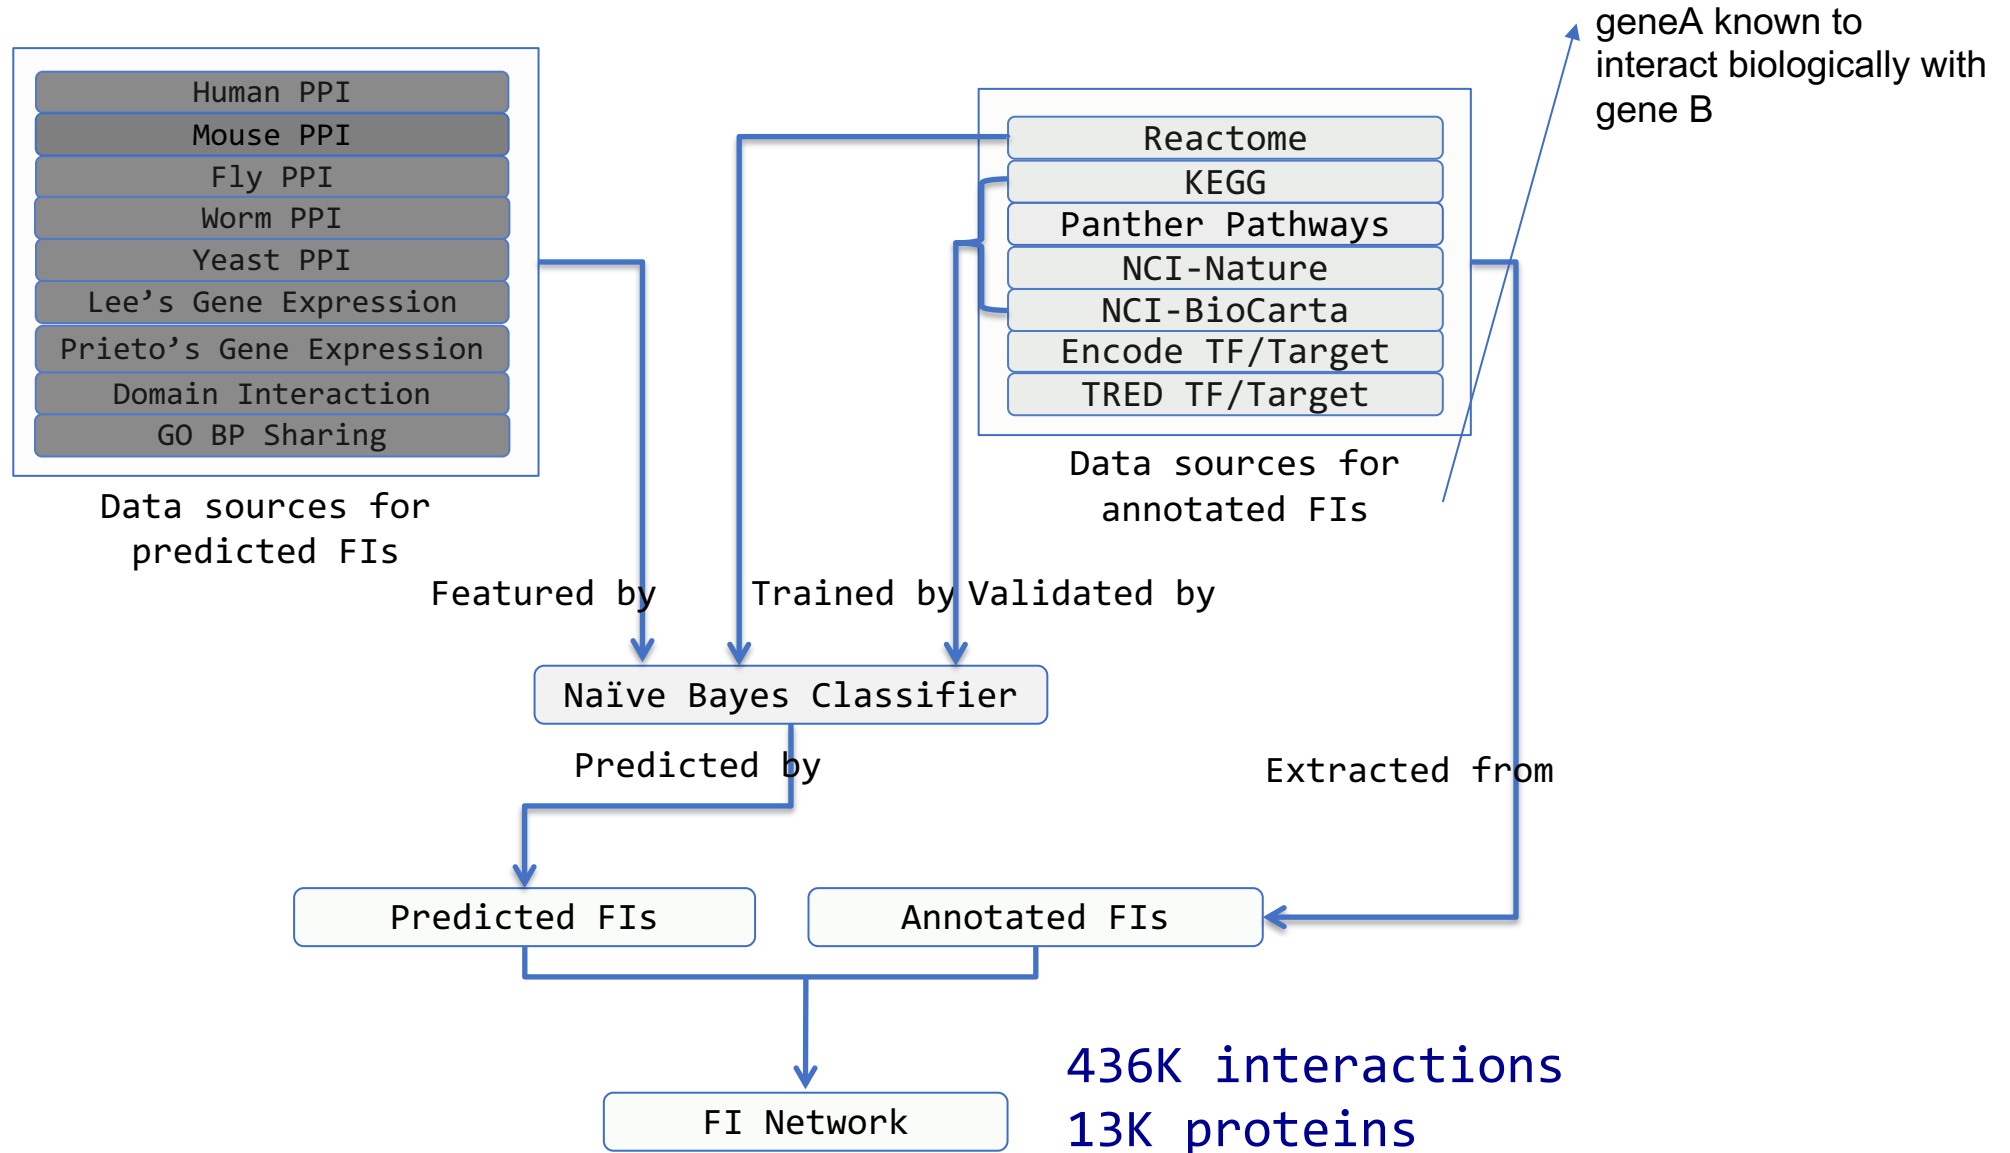 geneA known to
interact biologically with
gene B
Human PPI
Mouse PPI
Fly PPI
Worm PPI
Yeast PPI
Lee’s Gene Expression
Prieto’s Gene Expression
Domain Interaction
GO BP Sharing
Data sources for
predicted FIs
Reactome
KEGG
Panther Pathways
NCI-Nature
NCI-BioCarta
Encode TF/Target
TRED TF/Target
Data sources for
annotated FIs
Featured by
Trained by
Validated by
Naïve Bayes Classifier
Predicted by
Extracted from
Predicted FIs
Annotated FIs
FI Network
436K interactions
13K proteins